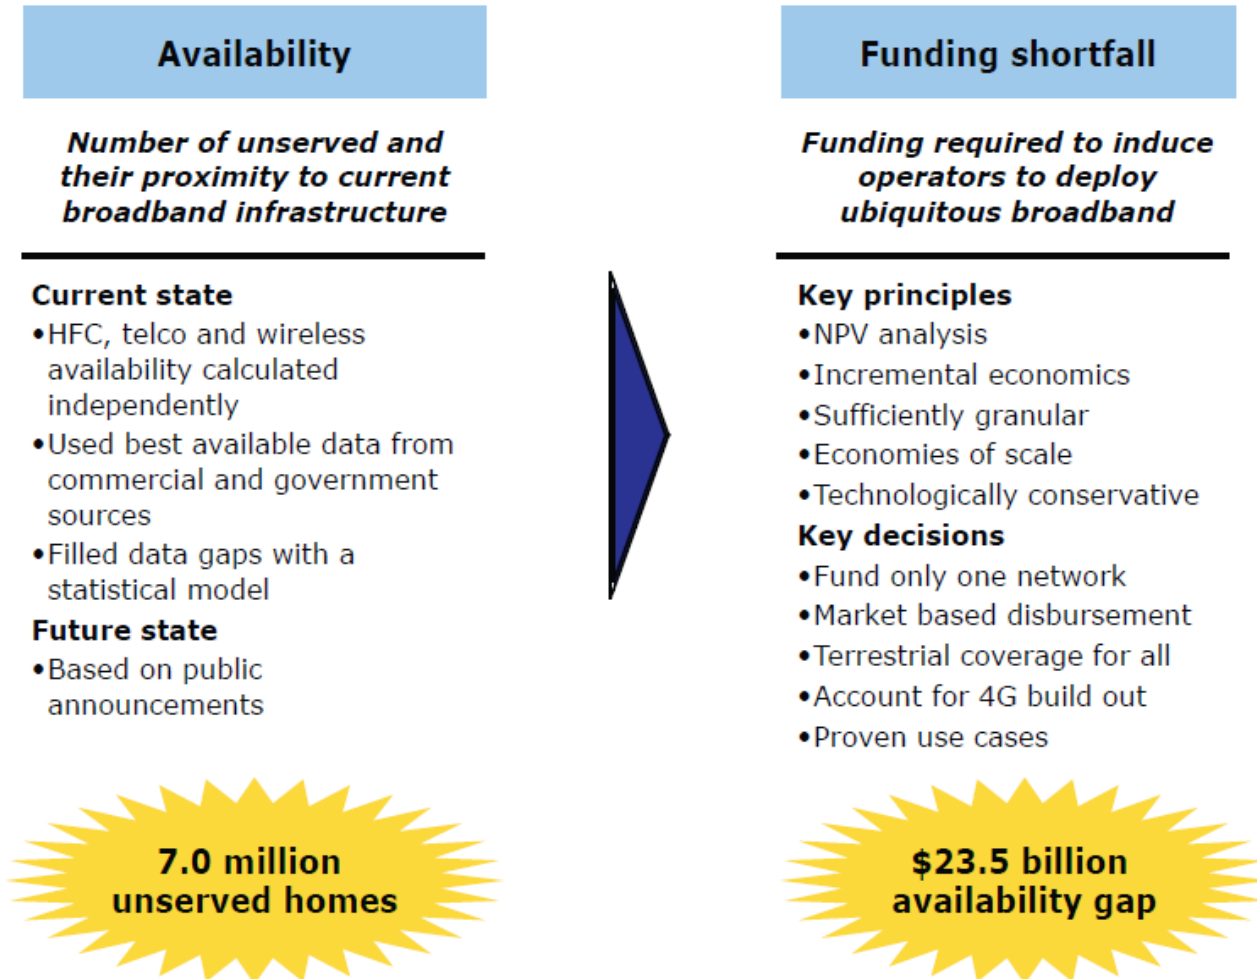 Availability
Number of unserved and
their proximity to current
broadband infrastructure
Current state
•HFC, telco and wireless
availability calculated
independently
•Used best available data from
commercial and government
sources
•Filled data gaps with a
statistical model
Future state
•Based on public
announcements
7.0 million
unserved homes
Funding shortfall
Funding required to induce
operators to deploy
ubiquitous broadband
Key principles
•NPV analysis
•Incremental economics
•Sufficiently granular
•Economies of scale
•Technologically conservative
Key decisions
•Fund only one network
•Market based disbursement
•Terrestrial coverage for all
•Account for 4G build out
•Proven use cases
$23.5 billion
availability gap